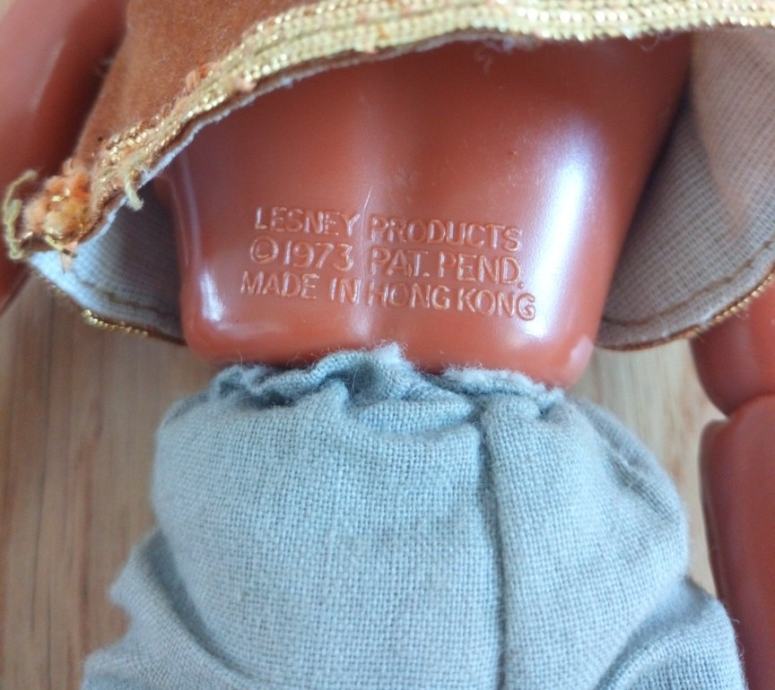 LESNEY PRODUCTS
©1973 PAT. PEND.
MADE IN HONG KONG